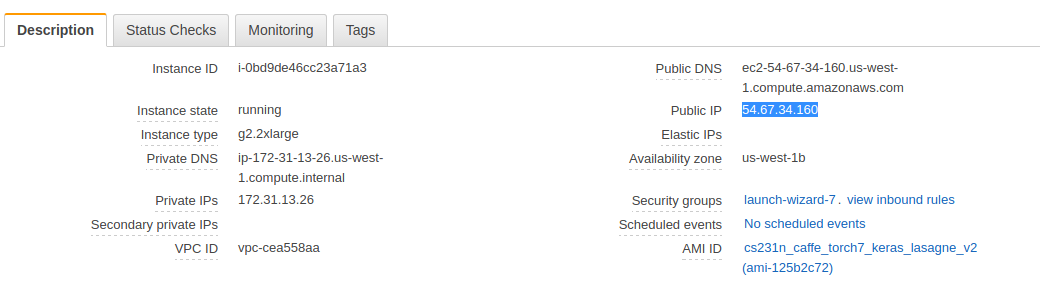 Description Status Checks Monitoring Tags
Instance ID i-0bd9de46cc23a71a3 Public DNS ec2-54-67-34-160.us-west-
1.compute.amazonaws.com
Instance state running Public IP 54.67.34.160
Instance type g2.2xlarge Elastic IPs
Private DNS ip-172-31-13-26.us-west- Availability zone us-west-1b
1.compute.internal
Private IPs 172.31.13.26 Security groups launch-wizard-7. view inbound rules
Secondary private IPs Scheduled events No scheduled events
VPC ID vpc-cea558aa AMI ID cs231n_caffe_torch7_keras_lasagne_v2
(ami-125b2c72)